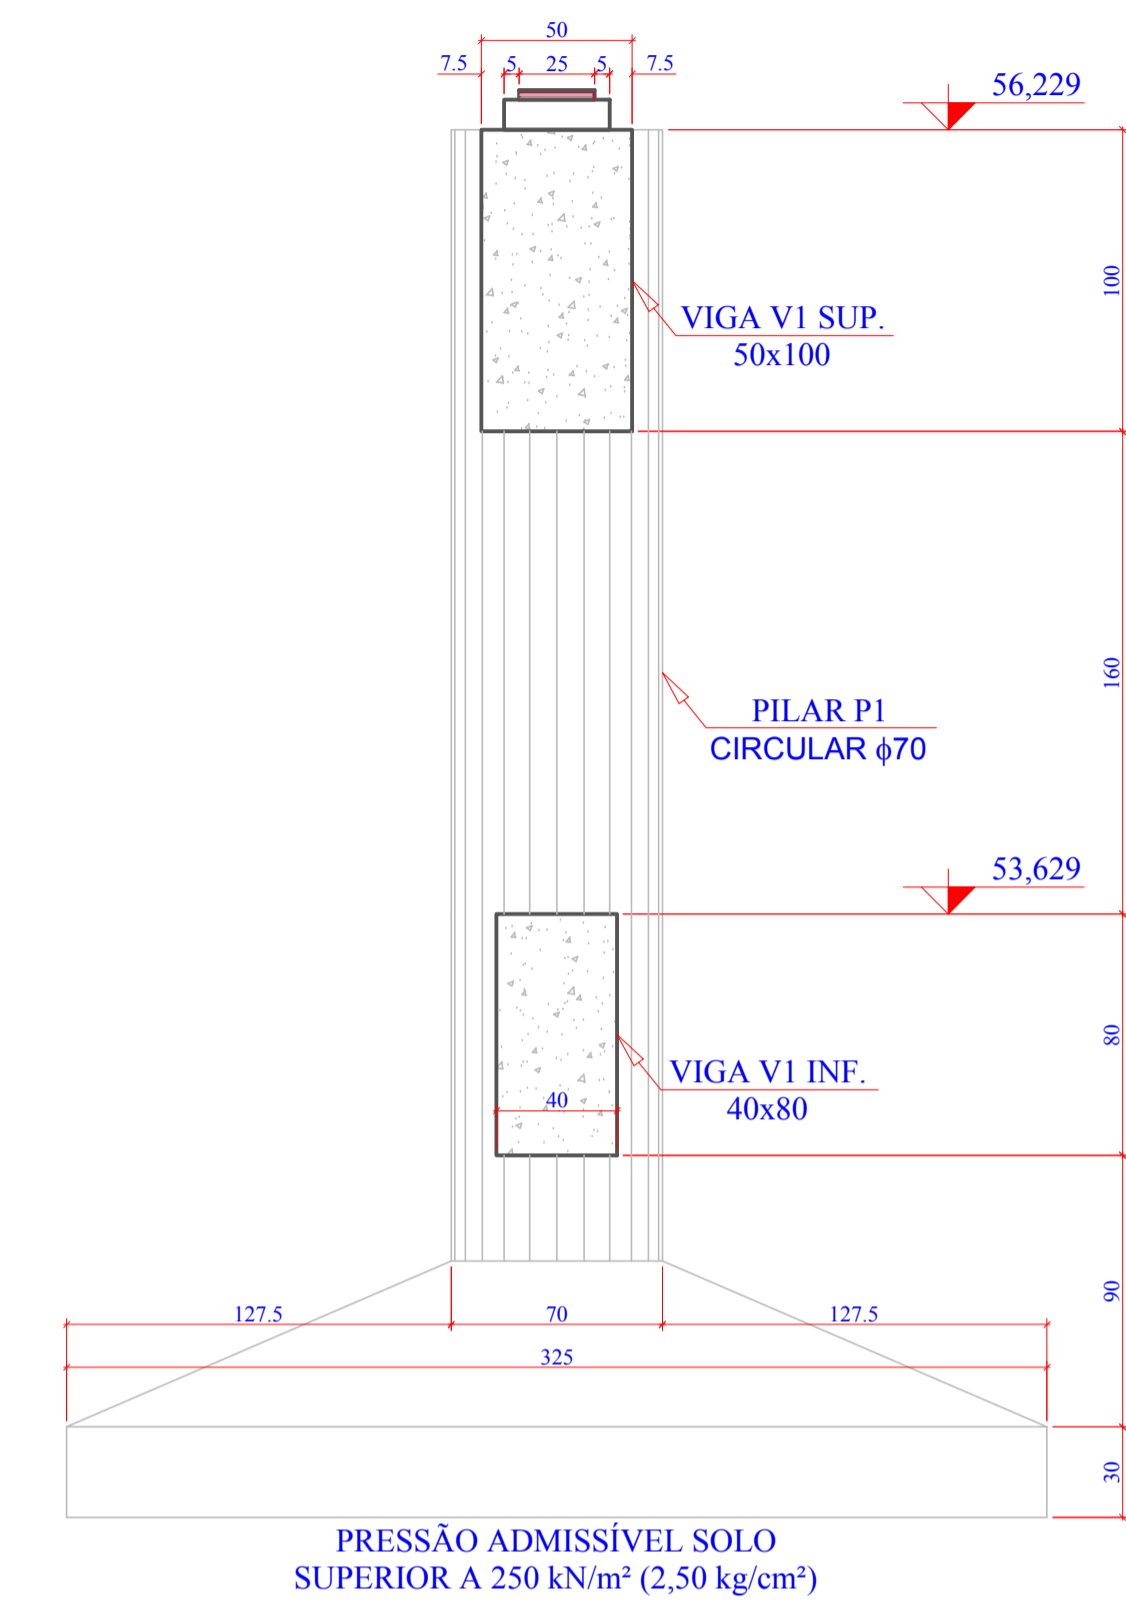 50
7.5 5 25 5 7.5
56,229
100
VIGA V1 SUP.
50x100
160
PILAR P1
CIRCULAR ϕ70
53,629
80
VIGA V1 INF.
40x80
40
90
127.5 70 127.5
325
30
PRESSÃO ADMISSÍVEL SOLO
SUPERIOR A 250 kN/m² (2,50 kg/cm²)